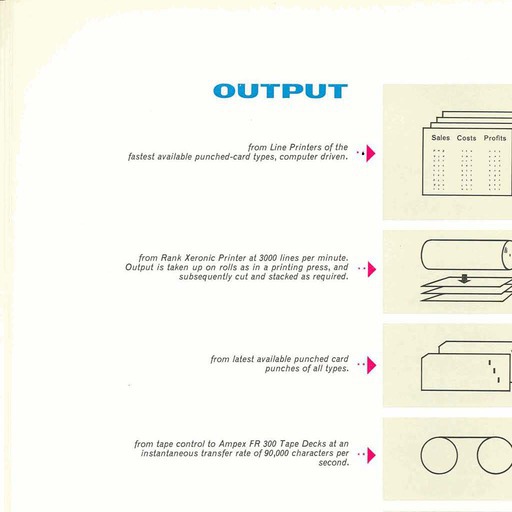 OUTPUT
from Line Printers of the
fastest available punched-card types, computer driven.
Sales Costs Profits
from Rank Xeronic Printer at 3000 lines per minute.
Output is taken up on rolls as in a printing press, and
subsequently cut and stacked as required.
from latest available punched card
punches of all types.
from tape control to Ampex FR 300 Tape Decks at an
instantaneous transfer rate of 90,000 characters per
second.